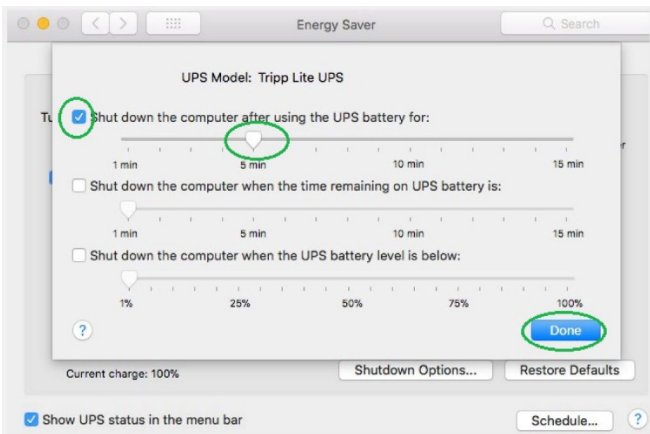 Energy Saver
Search
UPS Model: Tripp Lite UPS
Shut down the computer after using the UPS battery for:
1 min 5 min 10 min 15 min
Shut down the computer when the time remaining on UPS battery is:
1 min 5 min 10 min 15 min
Shut down the computer when the UPS battery level is below:
1% 25% 50% 75% 100%
? Done
Current charge: 100% Shutdown Options... Restore Defaults
Show UPS status in the menu bar Schedule... ?